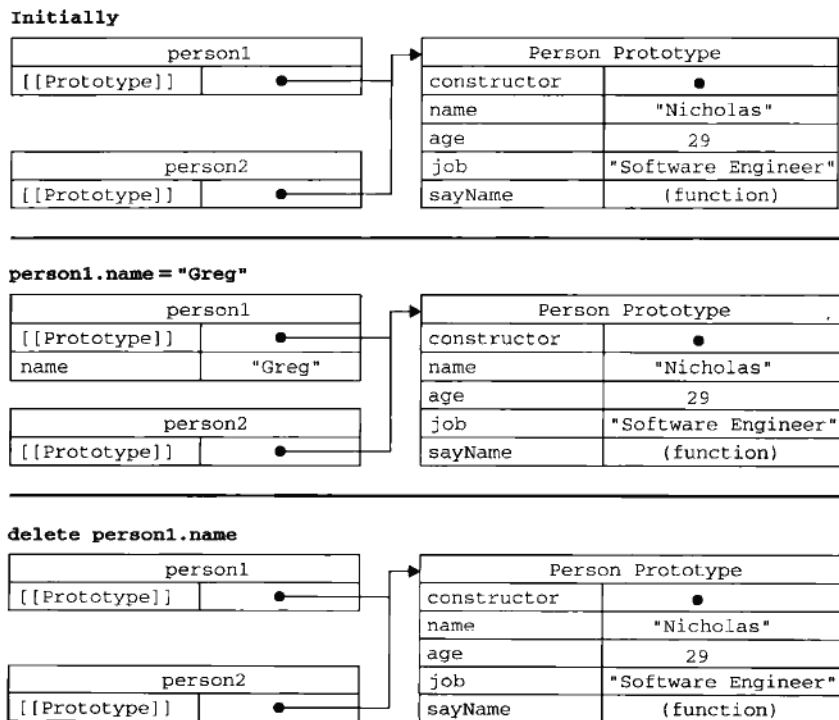 Initially
person1
[[Prototype]]
person2
[[Prototype]]
Person Prototype
constructor
name "Nicholas"
age 29
job "Software Engineer"
sayName (function)
person1.name = "Greg"
person1
[[Prototype]]
name "Greg"
person2
[[Prototype]]
Person Prototype
constructor
name "Nicholas"
age 29
job "Software Engineer"
sayName (function)
delete person1.name
person1
[[Prototype]]
person2
[[Prototype]]
Person Prototype
constructor
name "Nicholas"
age 29
job "Software Engineer"
sayName (function)